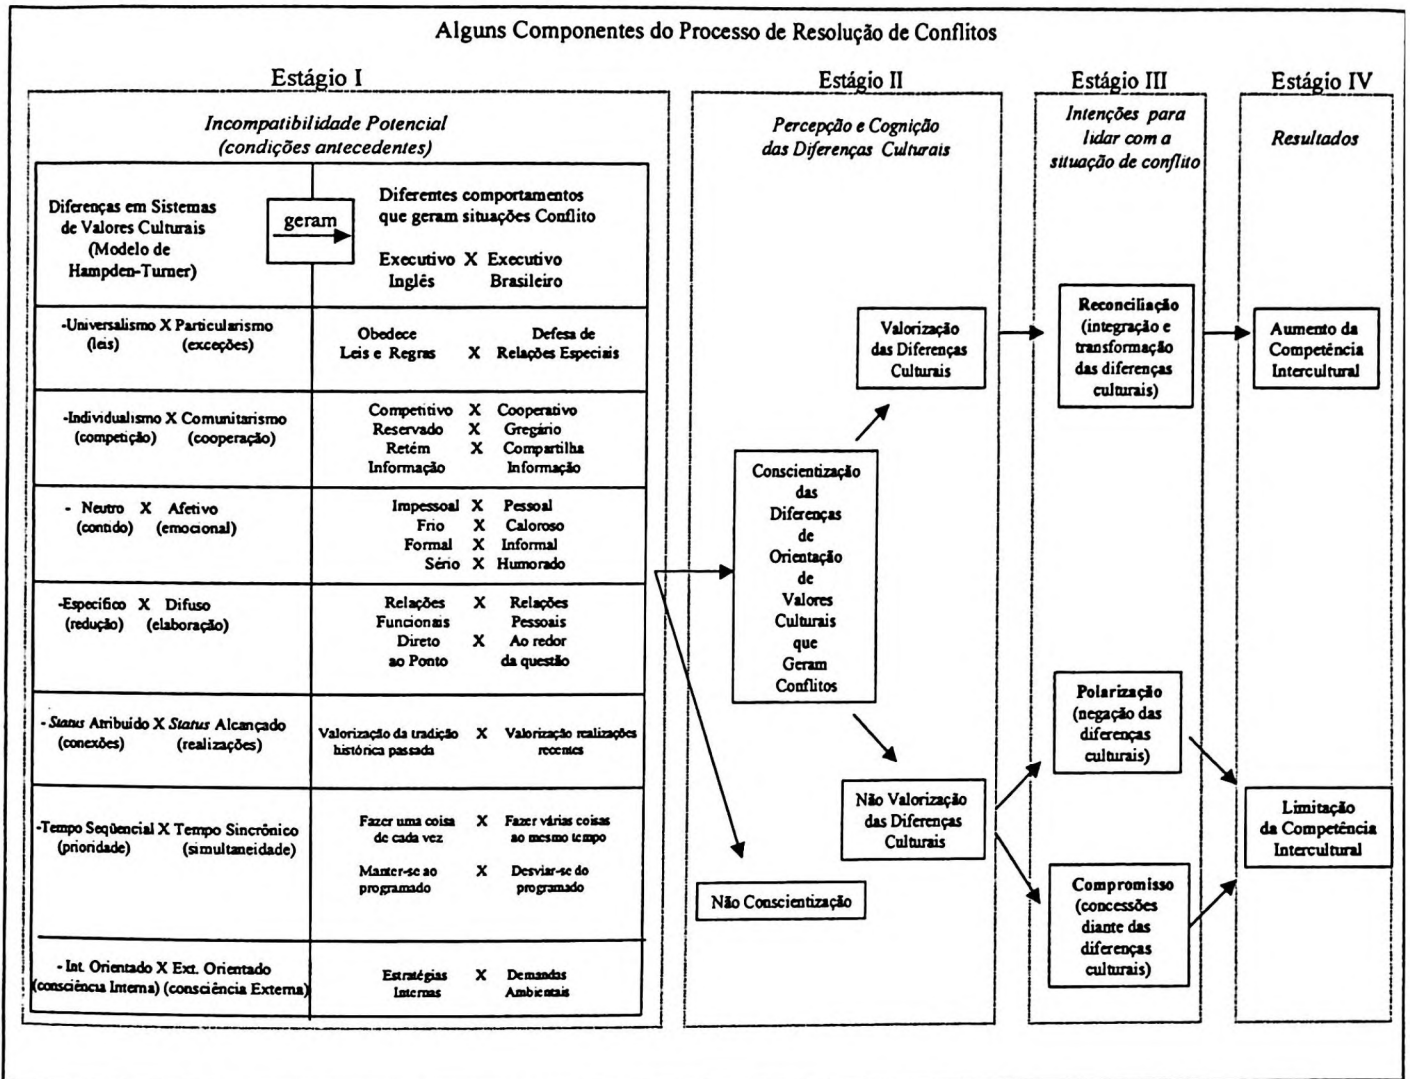 Alguns Componentes do Processo de Resolução de Conflitos
Estágio I
Incompatibilidade Potencial
(condições antecedentes)
Diferenças em Sistemas
de Valores Culturais
(Modelo de
Hampden-Turner)
geram
Diferentes comportamentos
que geram situações Conflito
Executivo X Executivo
Inglês Brasileiro
-Universalismo X Particularismo
(leis) (exceções)
Obedece Defesa de
Leis e Regras X Relações Especiais
-Individualismo X Comunitarismo
(competição) (cooperação)
Competitivo X Cooperativo
Reservado X Gregário
Retém X Compartilha
Informação Informação
- Neutro X Afetivo
(contido) (emocional)
Impessoal X Pessoal
Frio X Caloroso
Formal X Informal
Sério X Humorado
-Específico X Difuso
(redução) (elaboração)
Relações X Relações
Funcionais Pessoais
Direto X Ao redor
ao Ponto da questão
- Status Atribuido X Status Alcançado
(conexões) (realizações)
Valorização da tradição X Valorização realizações
histórica passada recentes
-Tempo Seqüencial X Tempo Sincrônico
(prioridade) (simultaneidade)
Fazer uma coisa X Fazer várias coisas
de cada vez ao mesmo tempo
Manter-se ao X Desviar-se do
programado programado
- Int. Orientado X Ext. Orientado
(consciência Interna) (consciência Externa)
Estratégias X Demandas
Internas Ambientais
Estágio II
Percepção e Cognição
das Diferenças Culturais
Conscientização
das
Diferenças
de
Orientação
de
Valores
Culturais
que
Geram
Conflitos
Valorização
das Diferenças
Culturais
Não Valorização
das Diferenças
Culturais
Não Conscientização
Estágio III
Intenções para
lidar com a
situação de conflito
Reconciliação
(integração e
transformação
das diferenças
culturais)
Polarização
(negação das
diferenças
culturais)
Compromisso
(concessões
diante das
diferenças
culturais)
Estágio IV
Resultados
Aumento da
Competência
Intercultural
Limitação
da Competência
Intercultural